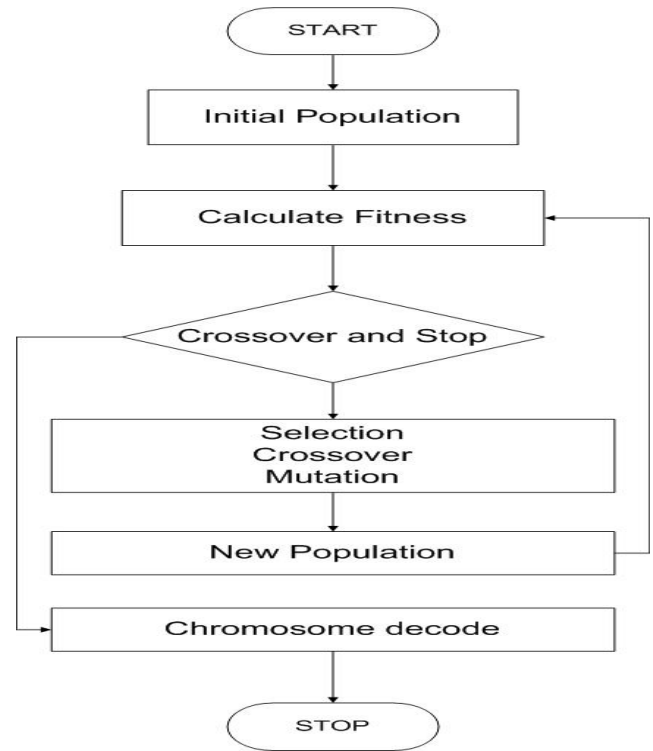 START
Initial Population
Calculate Fitness
Crossover and Stop
Selection
Crossover
Mutation
New Population
Chromosome decode
STOP